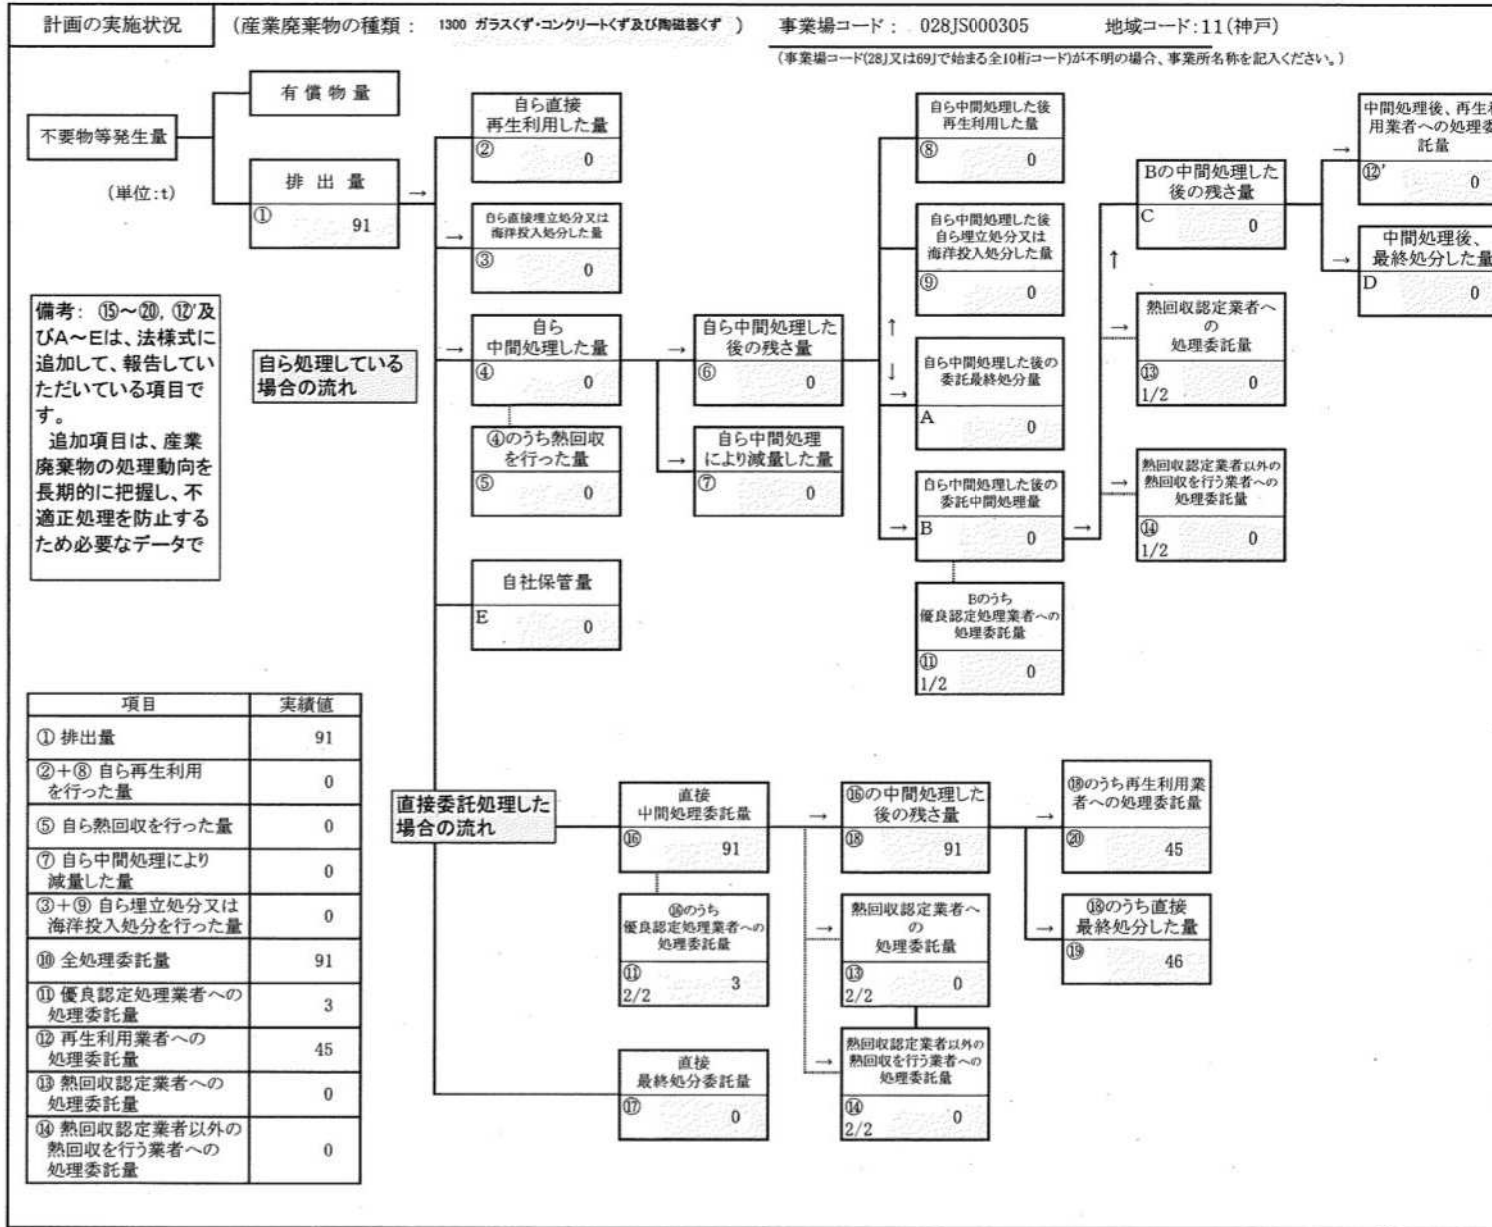 計画の実施状況
(産業廃棄物の種類： 1300 ガラスくず・コンクリートくず及び陶磁器くず )
事業場コード： 028JS000305
地域コード：11(神戸)
(事業場コード(28J又は69Jで始まる全10桁コード)が不明の場合、事業所名称を記入ください。)
不要物等発生量
(単位：t)
有償物量
排出量
① 91
→
自ら直接
再生利用した量
② 0
→
自ら直接埋立処分又は
海洋投入処分した量
③ 0
→
自ら
中間処理した量
④ 0
④のうち熱回収
を行った量
⑤ 0
自社保管量
E 0
→
自ら中間処理した
後の残さ量
⑥ 0
→
自ら中間処理
により減量した量
⑦ 0
自ら中間処理した後
再生利用した量
⑧ 0
自ら中間処理した後
自ら埋立処分又は
海洋投入処分した量
⑨ 0
↑
↓
→
自ら中間処理した後の
委託最終処分量
A 0
→
自ら中間処理した後の
委託中間処理量
B 0
→
Bのうち
優良認定処理業者への
処理委託量
⑪
1/2 0
Bの中間処理した
後の残さ量
C 0
↑
→
熱回収認定業者へ
の
処理委託量
⑬
1/2 0
→
熱回収認定業者以外の
熱回収を行う業者への
処理委託量
⑭
1/2 0
→
中間処理後、再生利
用業者への処理委
託量
⑫' 0
→
中間処理後、
最終処分した量
D 0
備考： ⑮～⑳, ⑫'及
びA～Eは、法様式に
追加して、報告してい
ただいている項目で
す。
追加項目は、産業
廃棄物の処理動向を
長期的に把握し、不
適正処理を防止する
ため必要なデータで
自ら処理している
場合の流れ
項目 実績値
① 排出量 91
②＋⑧ 自ら再生利用
を行った量 0
⑤ 自ら熱回収を行った量 0
⑦ 自ら中間処理により
減量した量 0
③＋⑨ 自ら埋立処分又は
海洋投入処分を行った量 0
⑩ 全処理委託量 91
⑪ 優良認定処理業者への
処理委託量 3
⑫ 再生利用業者への
処理委託量 45
⑬ 熱回収認定業者への
処理委託量 0
⑭ 熱回収認定業者以外の
熱回収を行う業者への
処理委託量 0
直接委託処理した
場合の流れ
直接
中間処理委託量
⑯ 91
⑯のうち
優良認定処理業者への
処理委託量
⑪
2/2 3
直接
最終処分委託量
⑰ 0
→
⑯の中間処理した
後の残さ量
⑱ 91
→
熱回収認定業者へ
の
処理委託量
⑬
2/2 0
→
熱回収認定業者以外の
熱回収を行う業者への
処理委託量
⑭
2/2 0
→
⑱のうち再生利用業
者への処理委託量
⑳ 45
→
⑱のうち直接
最終処分した量
⑲ 46